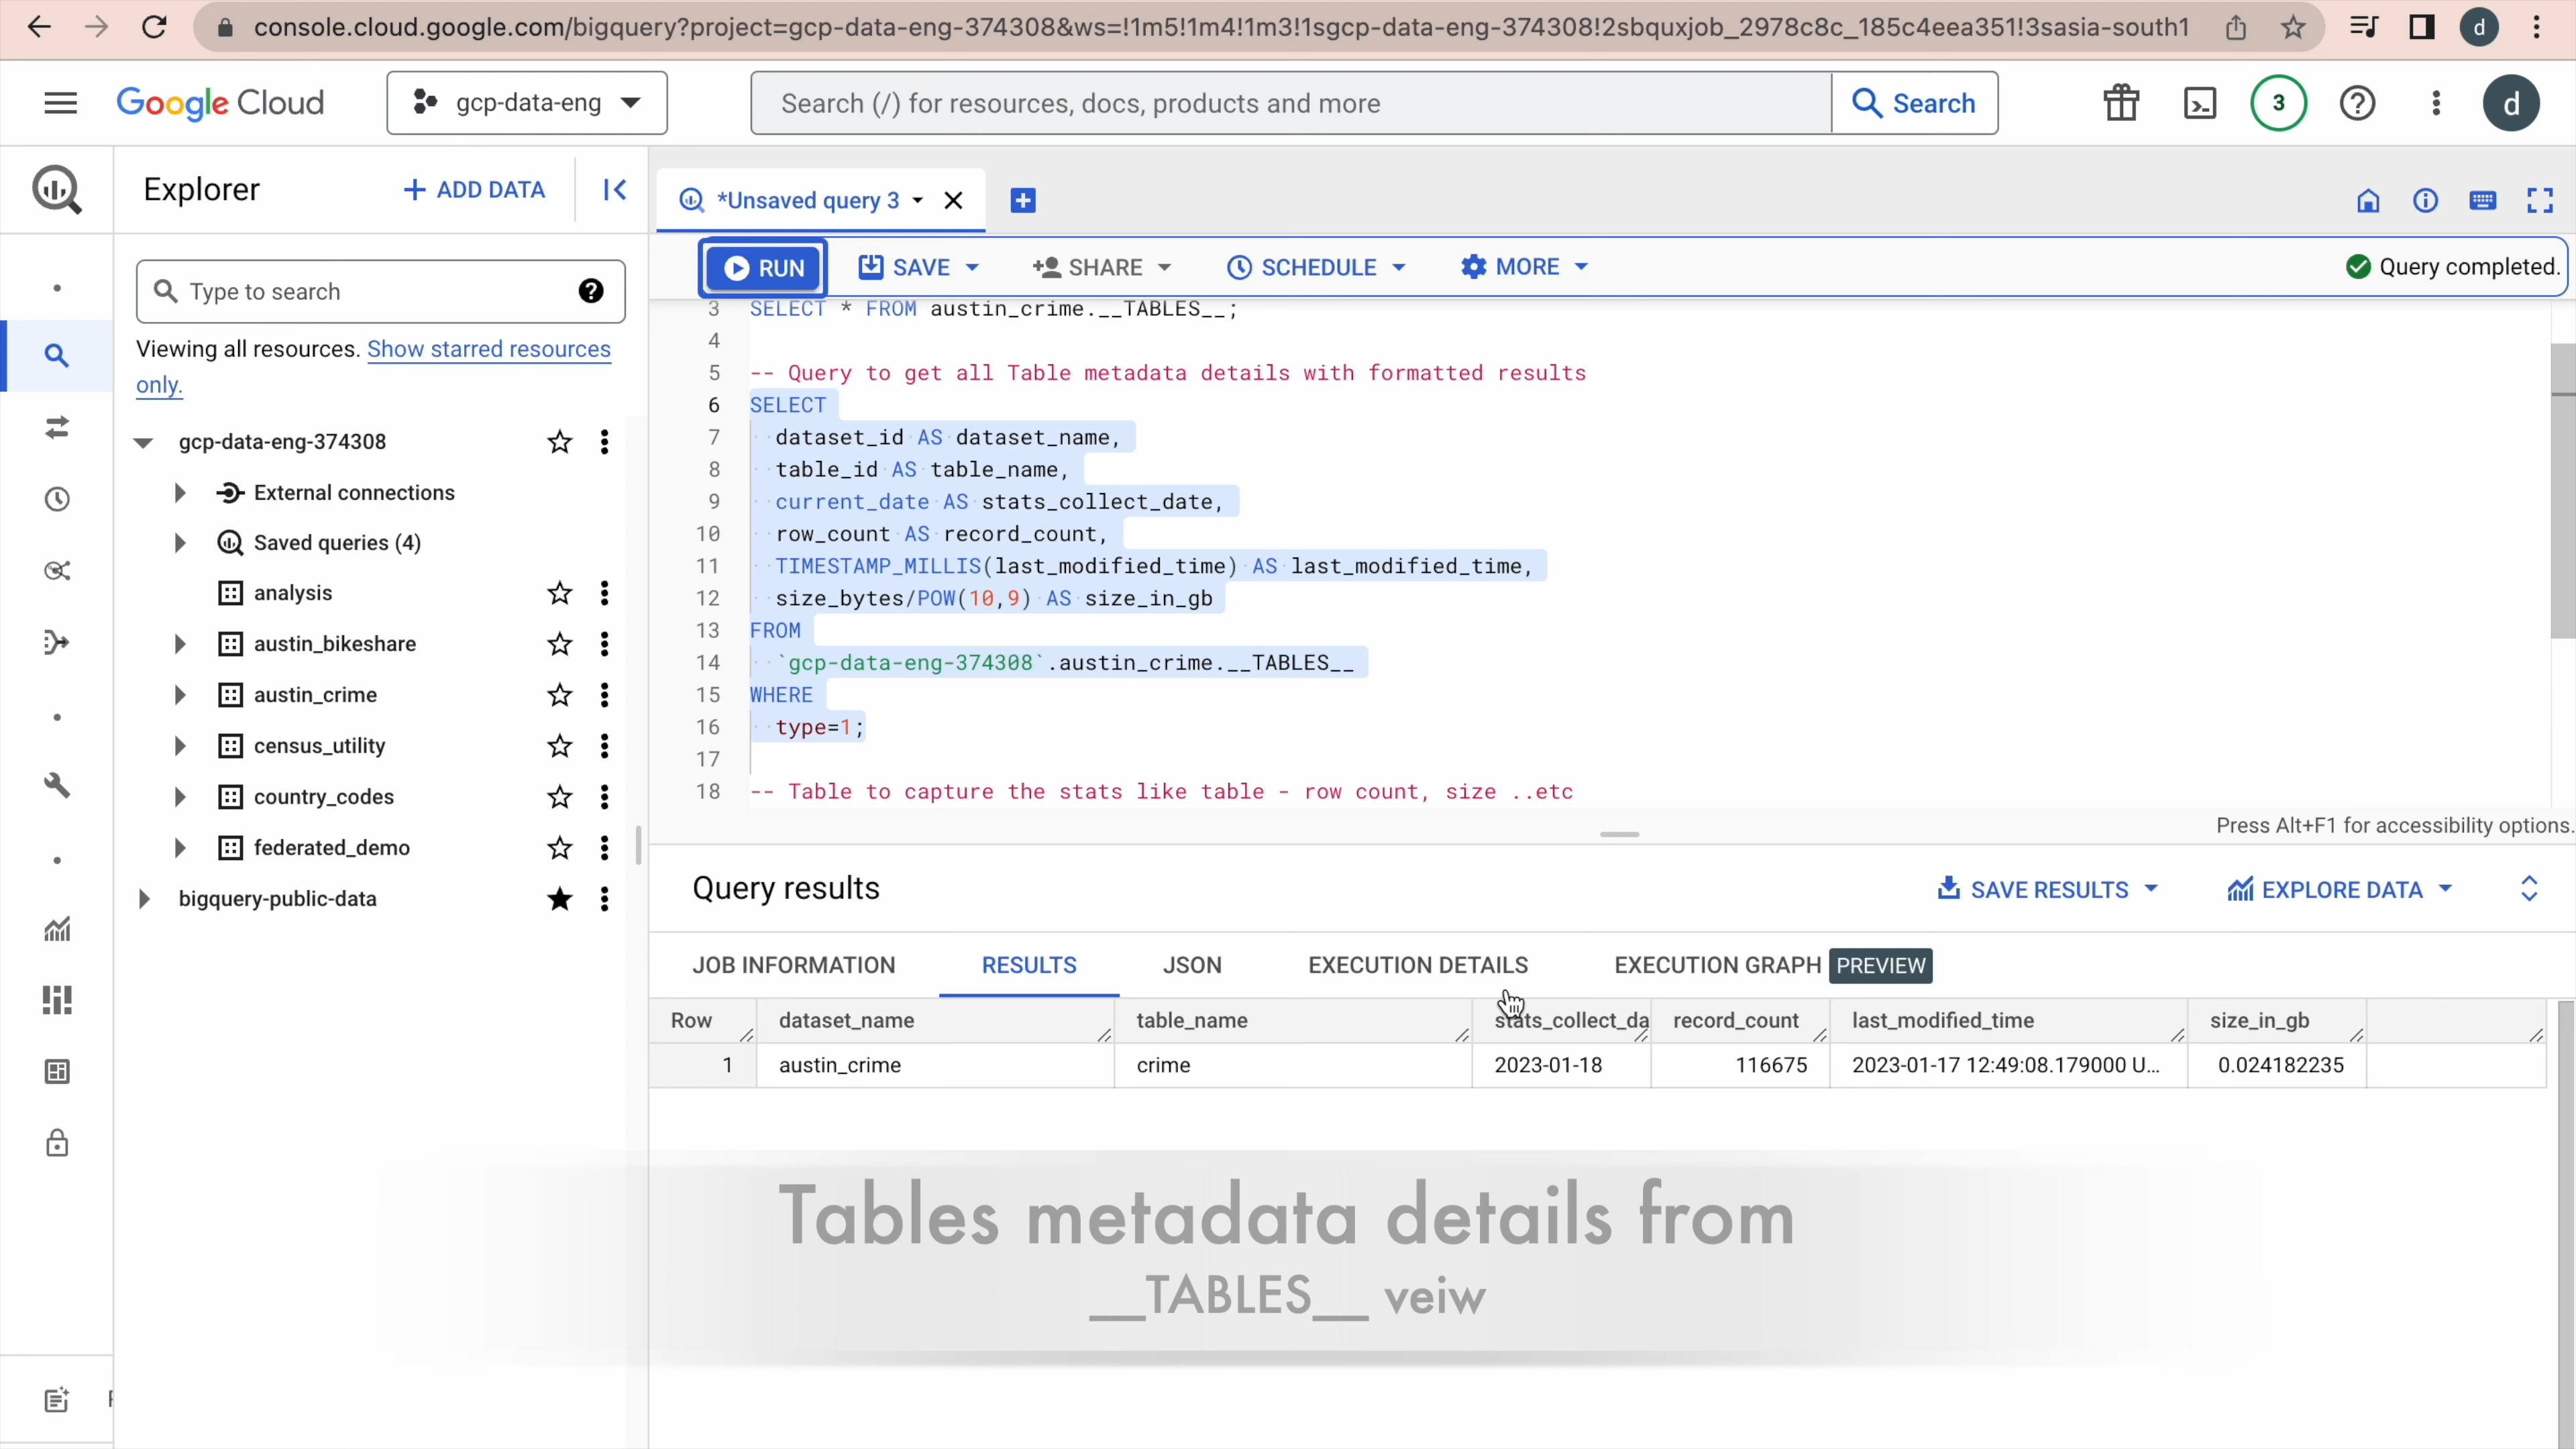 console.cloud.google.com/bigquery?project=gcp-data-eng-374308&ws=!1m5!1m4!1m3!1sgcp-data-eng-374308!2sbquxjob_2978c8c_185c4eea351!3sasia-south1
d
Google Cloud
gcp-data-eng
Search (/) for resources, docs, products and more
Search
3
d
Explorer
+ ADD DATA
*Unsaved query 3
RUN
SAVE
SHARE
SCHEDULE
MORE
Query completed.
Type to search
Viewing all resources. Show starred resources
only.
gcp-data-eng-374308
External connections
Saved queries (4)
analysis
austin_bikeshare
austin_crime
census_utility
country_codes
federated_demo
bigquery-public-data
3 SELECT * FROM austin_crime.__TABLES__;
4
5 -- Query to get all Table metadata details with formatted results
6 SELECT
7 dataset_id AS dataset_name,
8 table_id AS table_name,
9 current_date AS stats_collect_date,
10 row_count AS record_count,
11 TIMESTAMP_MILLIS(last_modified_time) AS last_modified_time,
12 size_bytes/POW(10,9) AS size_in_gb
13 FROM
14 `gcp-data-eng-374308`.austin_crime.__TABLES__
15 WHERE
16 type=1;
17
18 -- Table to capture the stats like table - row count, size ..etc
Press Alt+F1 for accessibility options.
Query results
SAVE RESULTS
EXPLORE DATA
JOB INFORMATION RESULTS JSON EXECUTION DETAILS EXECUTION GRAPH PREVIEW
Row dataset_name table_name stats_collect_da record_count last_modified_time size_in_gb
1 austin_crime crime 2023-01-18 116675 2023-01-17 12:49:08.179000 U... 0.024182235
Tables metadata details from
__TABLES__ veiw